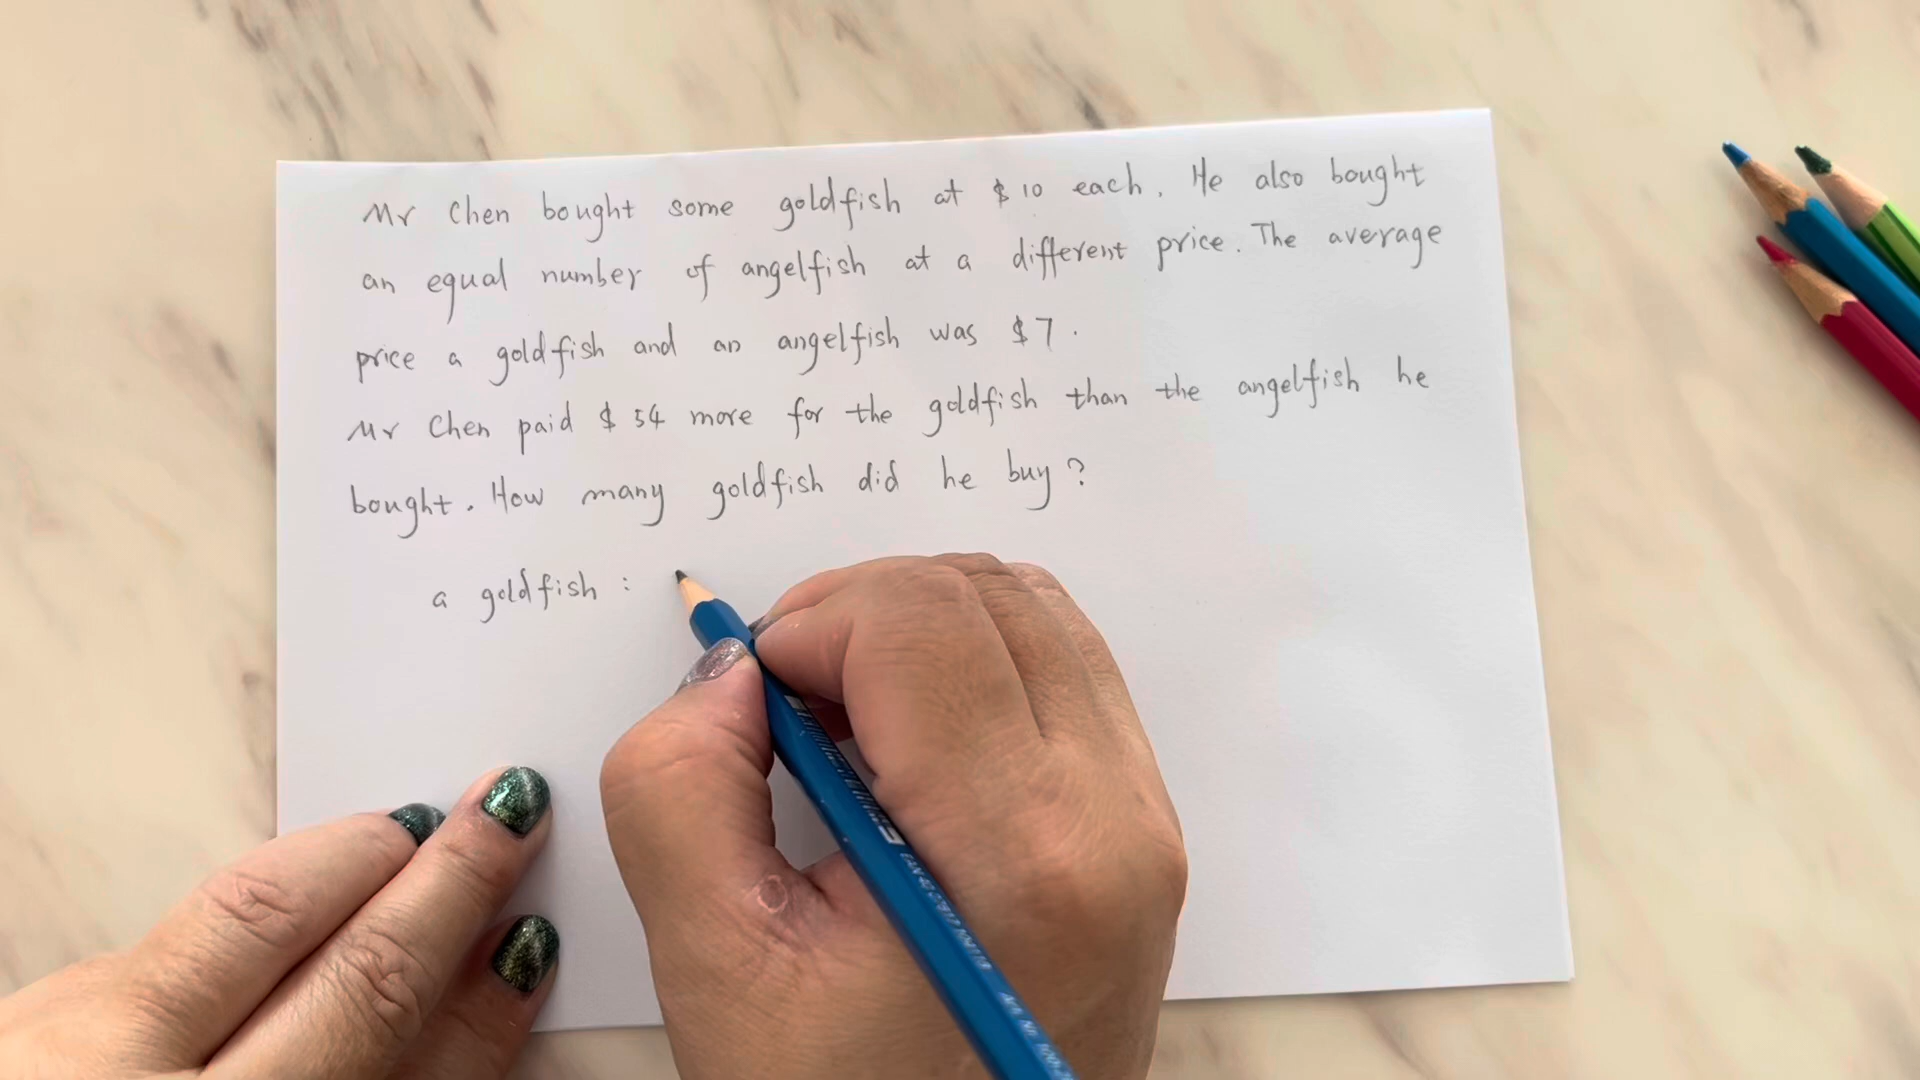 Mr Chen bought some goldfish at $10 each. He also bought
an equal number of angelfish at a different price. The average
price a goldfish and an angelfish was $7.
Mr Chen paid $54 more for the goldfish than the angelfish he
bought. How many goldfish did he buy?
a goldfish :